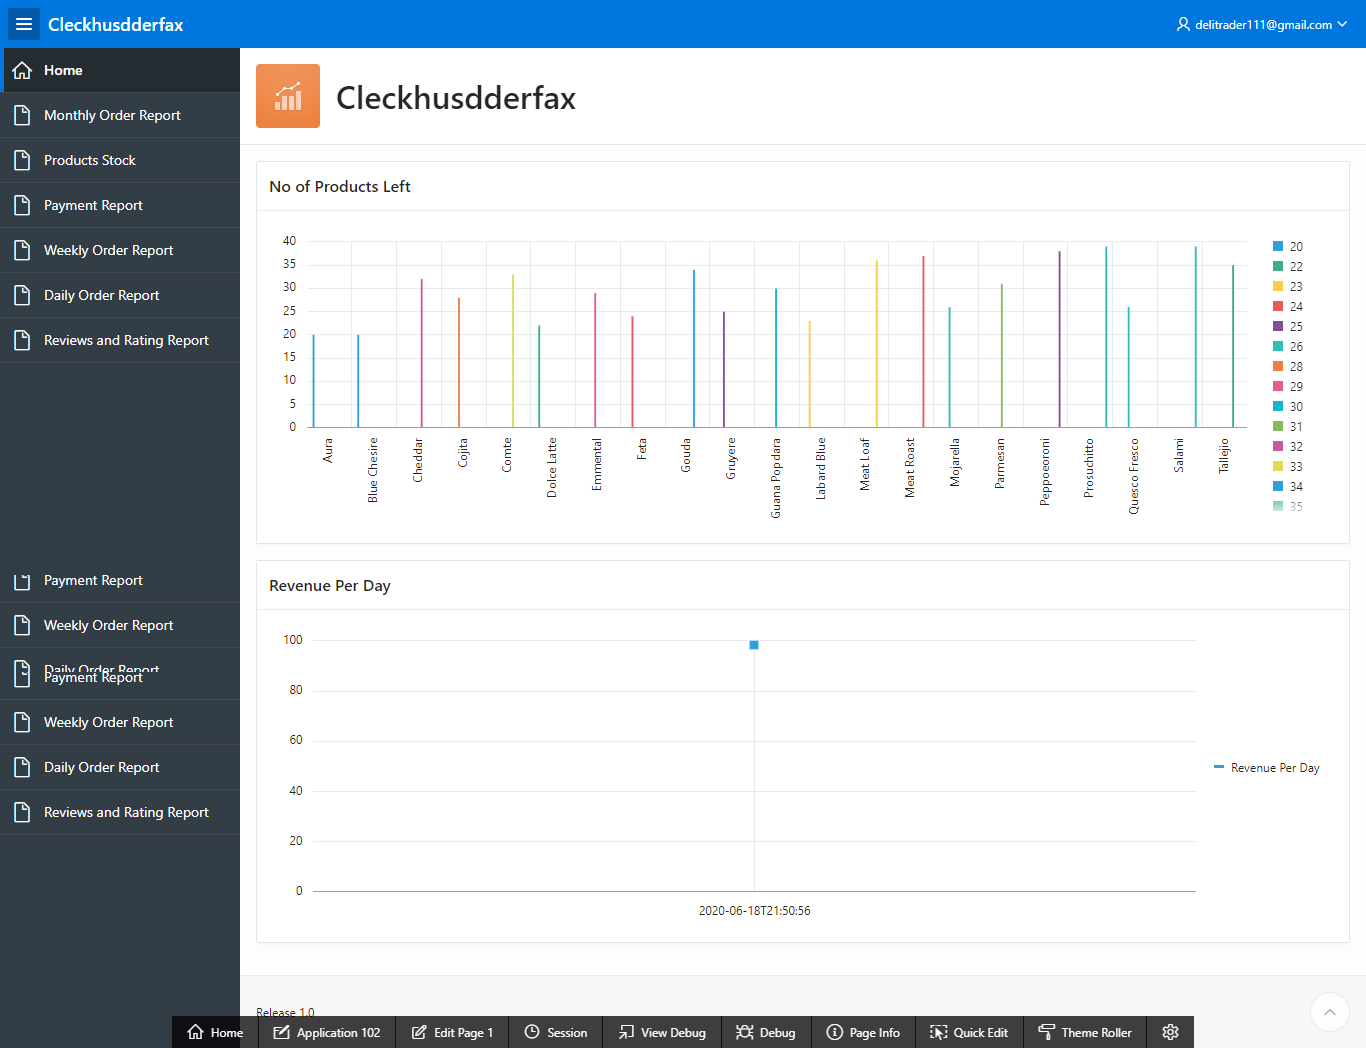 Cleckhusdderfax
delitrader111@gmail.com
Home
Monthly Order Report
Products Stock
Payment Report
Weekly Order Report
Daily Order Report
Reviews and Rating Report
Payment Report
Weekly Order Report
Daily Order Report
Payment Report
Weekly Order Report
Daily Order Report
Reviews and Rating Report
Cleckhusdderfax
No of Products Left
40
35
30
25
20
15
10
5
0
Aura
Blue Chesire
Cheddar
Cojita
Comte
Dolce Latte
Emmental
Feta
Gouda
Gruyere
Guana Popdara
Labard Blue
Meat Loaf
Meat Roast
Mojarella
Parmesan
Peppoeoroni
Prosuchitto
Quesco Fresco
Salami
Tallejio
20
22
23
24
25
26
28
29
30
31
32
33
34
35
Revenue Per Day
100
80
60
40
20
0
2020-06-18T21:50:56
Revenue Per Day
Release 1.0
Home
Application 102
Edit Page 1
Session
View Debug
Debug
Page Info
Quick Edit
Theme Roller